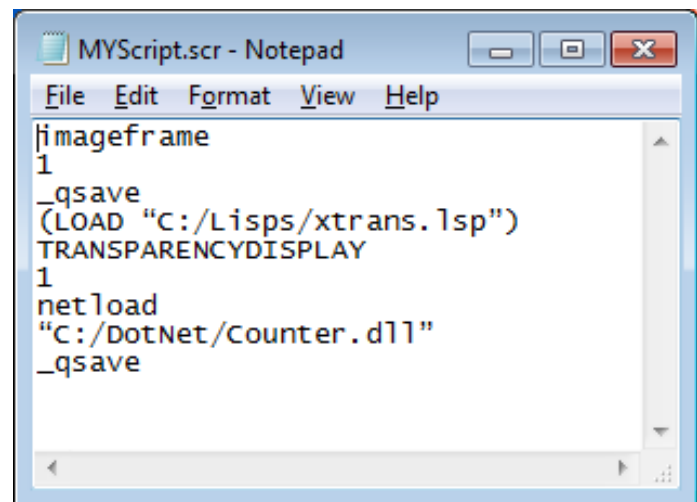 MYScript.scr - Notepad
File Edit Format View Help
imageframe
1
_qsave
(LOAD “C:/Lisps/xtrans.lsp”)
TRANSPARENCYDISPLAY
1
netload
“C:/DotNet/Counter.dll”
_qsave